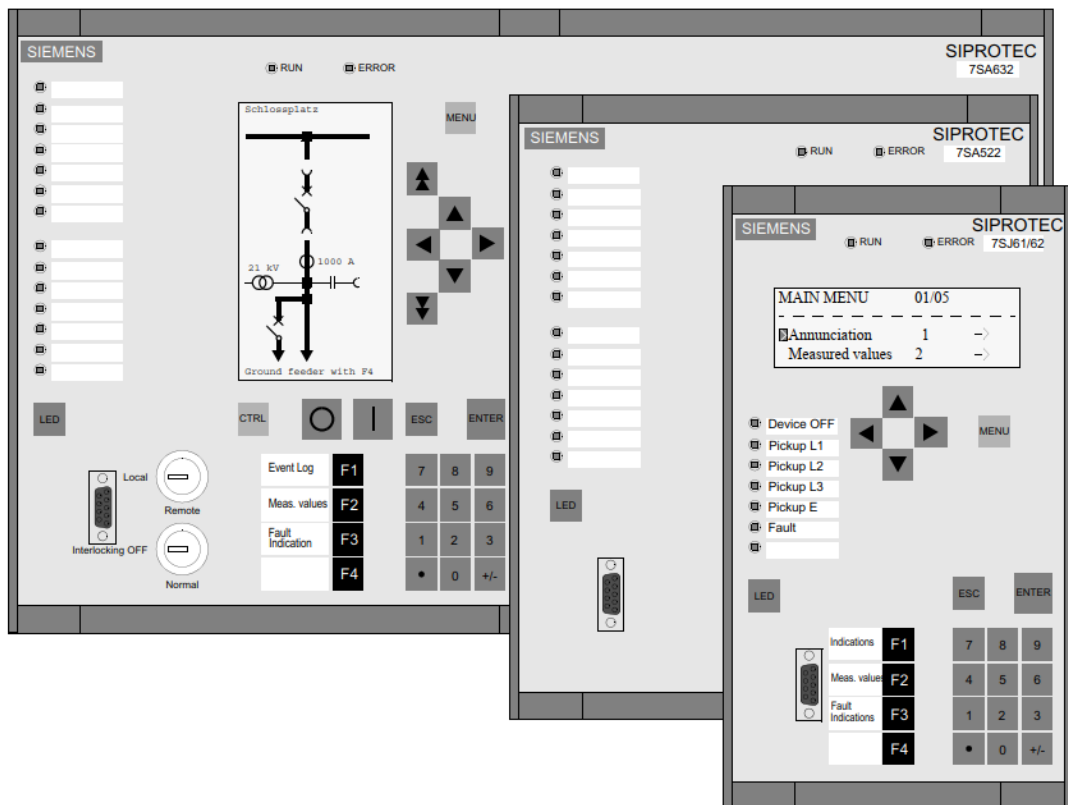 SIEMENS
SIPROTEC
7SA632
RUN
ERROR
Schlossplatz
21 kV
1000 A
Ground feeder with F4
MENU
LED
CTRL
ESC
ENTER
Local
Remote
Interlocking OFF
Normal
Event Log F1
Meas. values F2
Fault
Indication F3
F4
7 8 9
4 5 6
1 2 3
• 0 +/-
SIEMENS
SIPROTEC
7SA522
RUN
ERROR
LED
SIEMENS
SIPROTEC
7SJ61/62
RUN
ERROR
MAIN MENU 01/05
Annunciation 1 -->
Measured values 2 -->
Device OFF
Pickup L1
Pickup L2
Pickup L3
Pickup E
Fault
MENU
LED
ESC
ENTER
Indications F1
Meas. values F2
Fault
Indications F3
F4
7 8 9
4 5 6
1 2 3
• 0 +/-